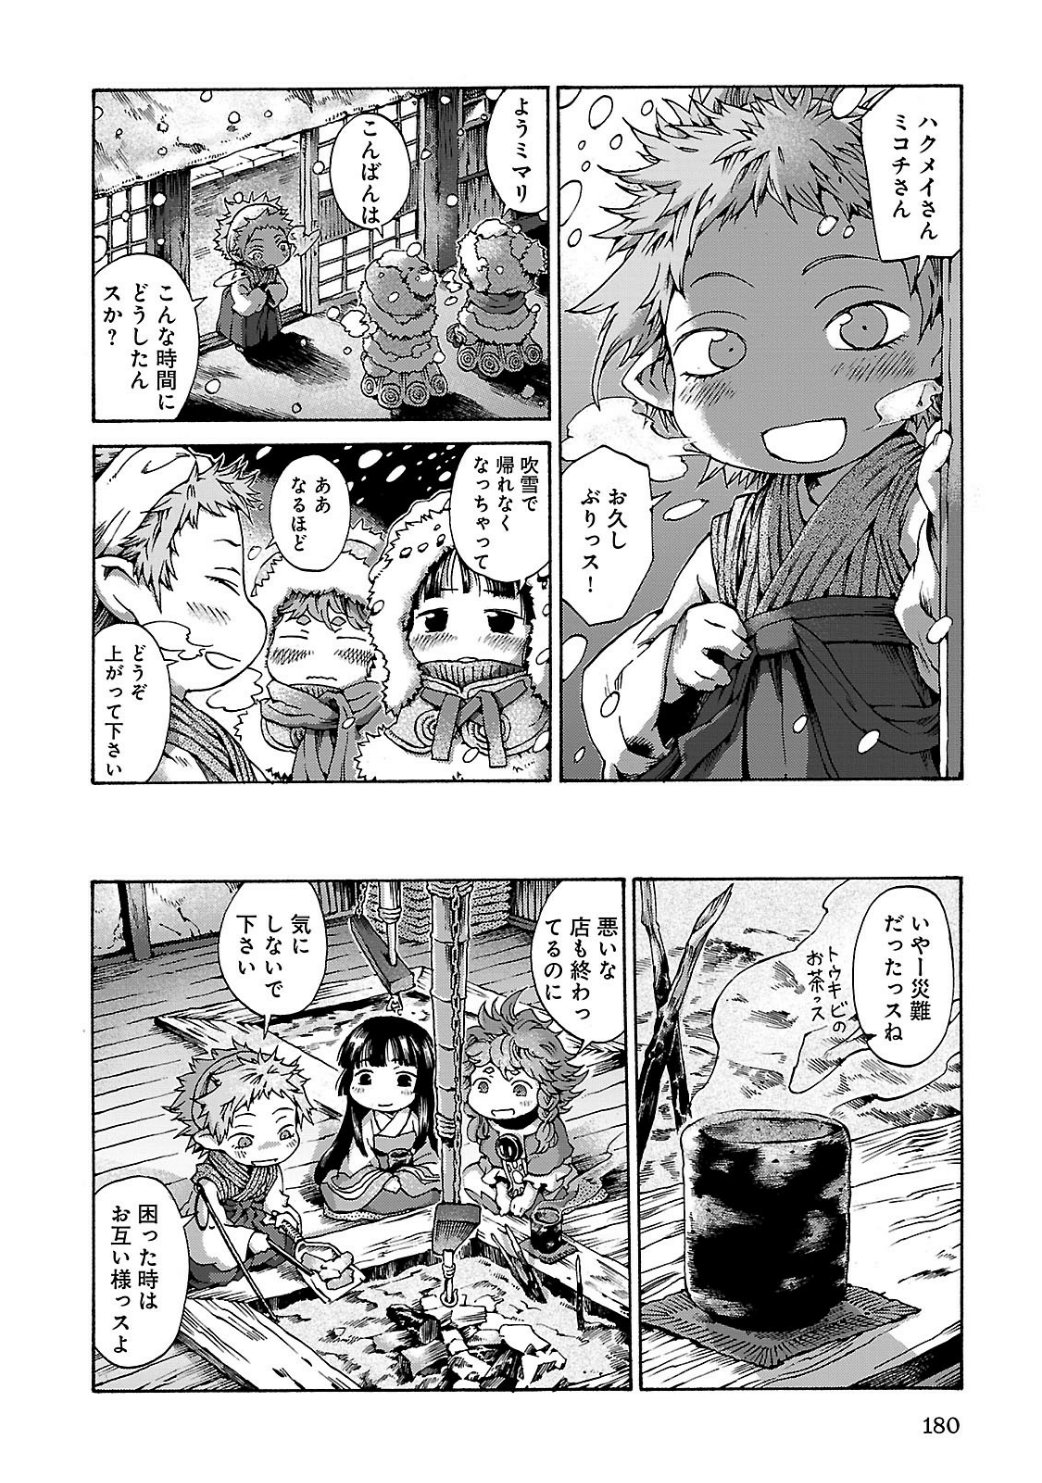 ハクメイさん
ミコチさん
お久し
ぶりっス！
ようミマリ
こんばんは
こんな時間に
どうしたん
スか？
吹雪で
帰れなく
なっちゃって
ああ
なるほど
どうぞ
上がって下さい
いやー災難
だったっスね
トウキビの
お茶っス
悪いな
店も終わっ
てるのに
気に
しないで
下さい
困った時は
お互い様っスよ
180